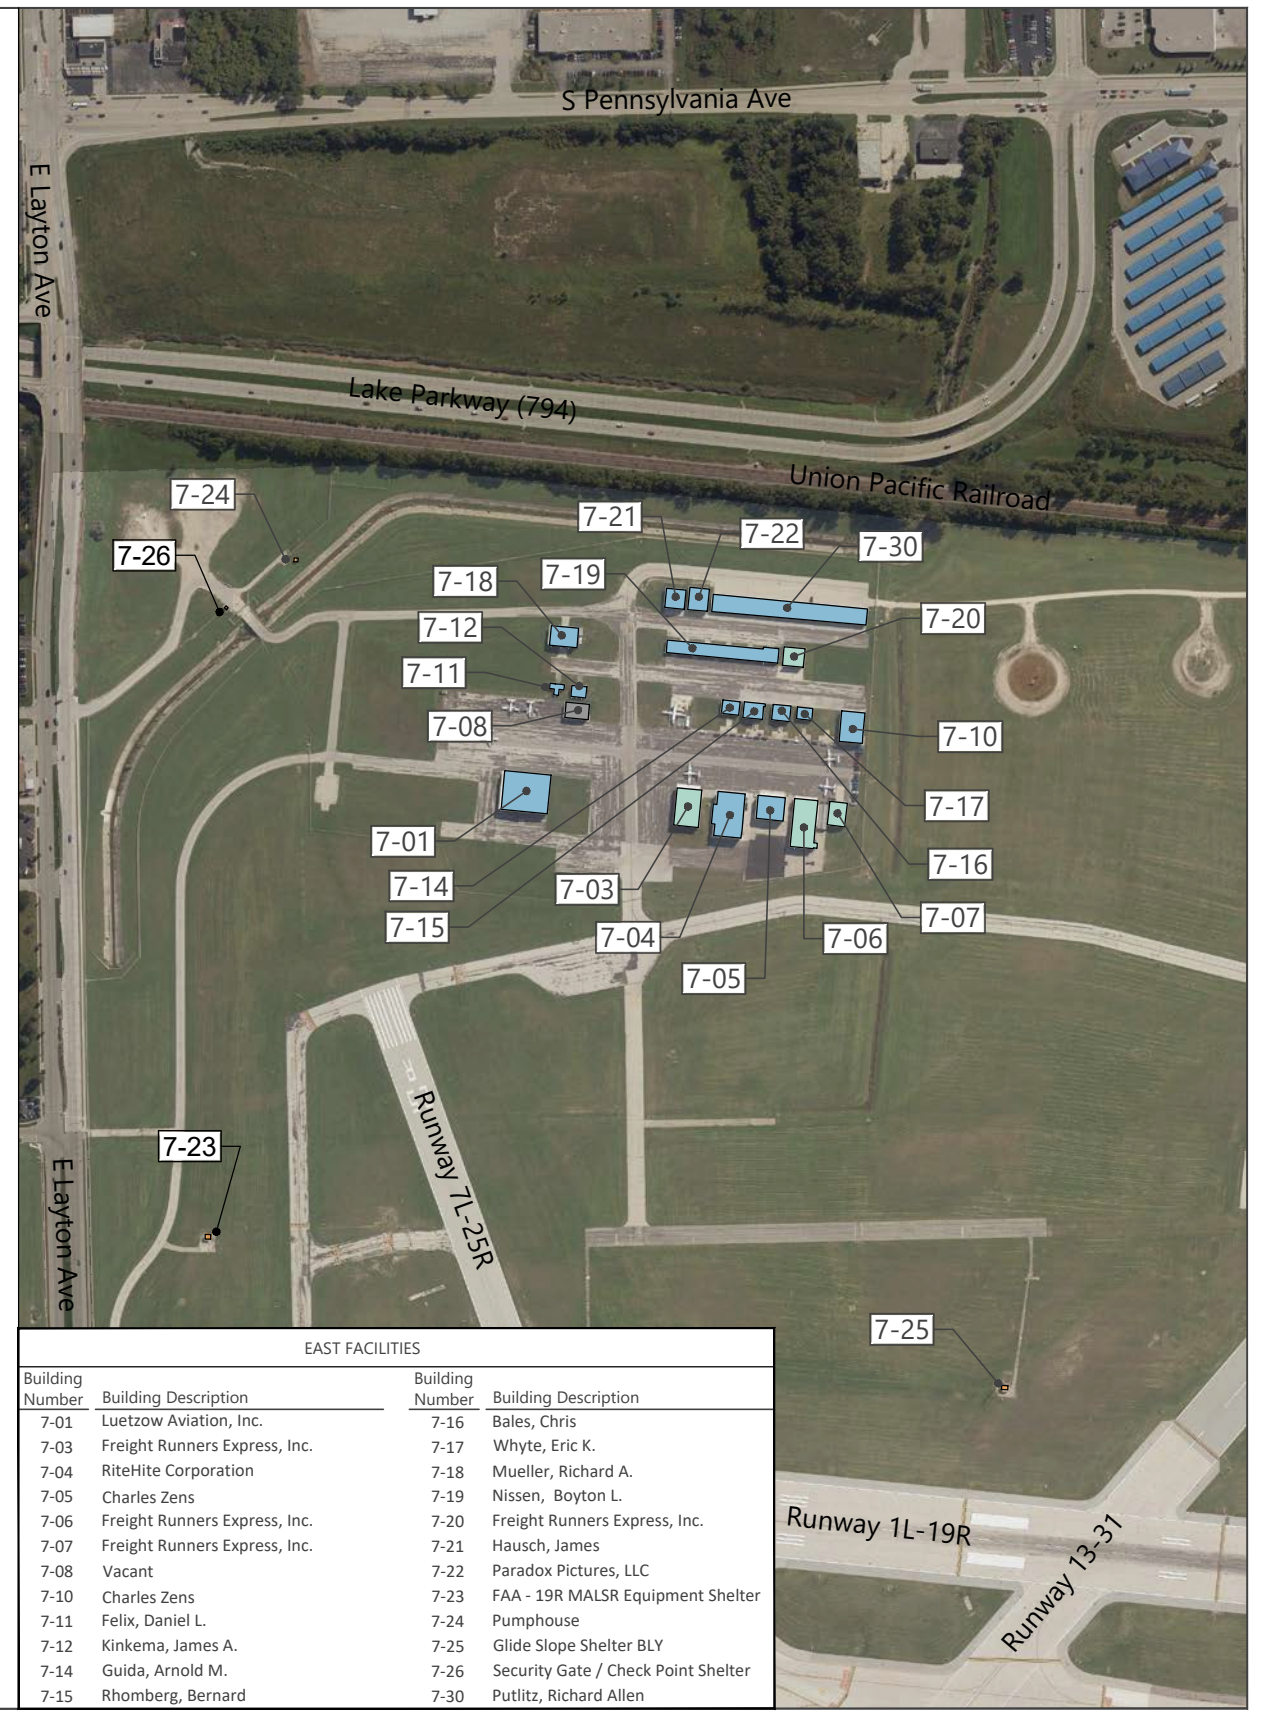 S Pennsylvania Ave
E Layton Ave
Lake Parkway (794)
Union Pacific Railroad
7-24
7-26
7-21
7-22
7-30
7-18
7-19
7-12
7-20
7-11
7-08
7-10
7-17
7-01
7-16
7-14
7-03
7-15
7-07
7-04
7-06
7-05
Runway 7L-25R
7-23
E Layton Ave
7-25
Runway 1L-19R
Runway 13-31
EAST FACILITIES
Building Number Building Description Building Number Building Description
7-01 Luetzow Aviation, Inc. 7-16 Bales, Chris
7-03 Freight Runners Express, Inc. 7-17 Whyte, Eric K.
7-04 RiteHite Corporation 7-18 Mueller, Richard A.
7-05 Charles Zens 7-19 Nissen, Boyton L.
7-06 Freight Runners Express, Inc. 7-20 Freight Runners Express, Inc.
7-07 Freight Runners Express, Inc. 7-21 Hausch, James
7-08 Vacant 7-22 Paradox Pictures, LLC
7-10 Charles Zens 7-23 FAA - 19R MALSR Equipment Shelter
7-11 Felix, Daniel L. 7-24 Pumphouse
7-12 Kinkema, James A. 7-25 Glide Slope Shelter BLY
7-14 Guida, Arnold M. 7-26 Security Gate / Check Point Shelter
7-15 Rhomberg, Bernard 7-30 Putlitz, Richard Allen